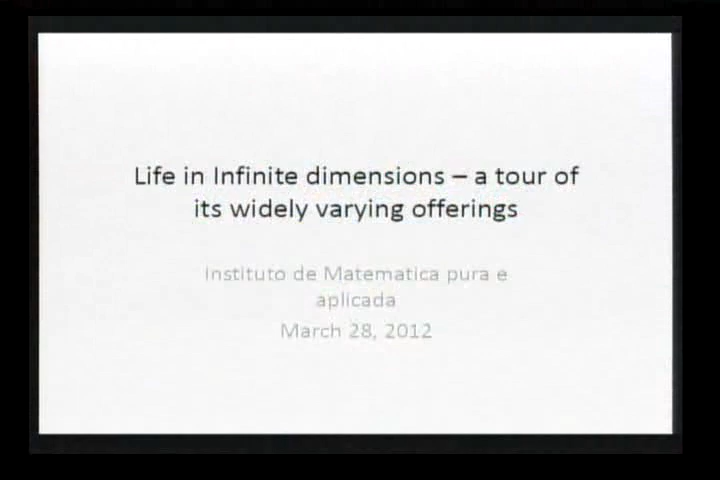 Life in Infinite dimensions – a tour of
its widely varying offerings
Instituto de Matematica pura e
aplicada
March 28, 2012